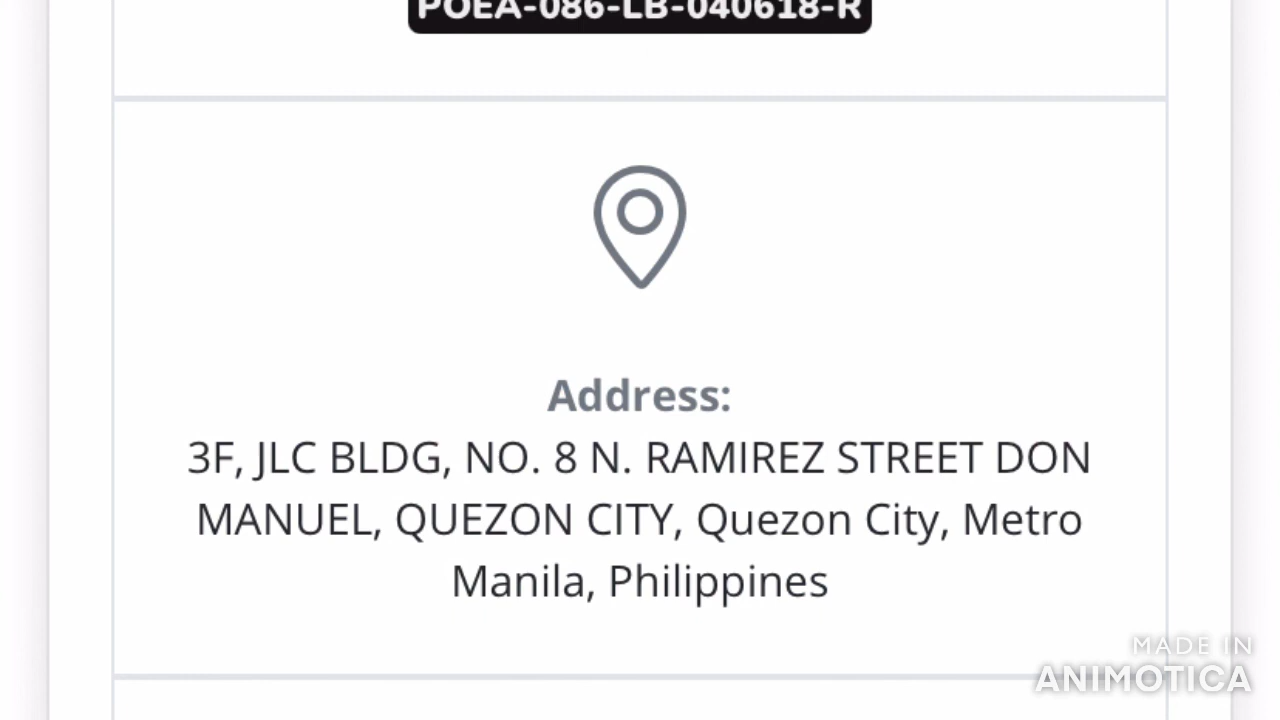 POEA-086-LB-040618-R
Address:
3F, JLC BLDG, NO. 8 N. RAMIREZ STREET DON
MANUEL, QUEZON CITY, Quezon City, Metro
Manila, Philippines
MADE IN
ANIMOTICA